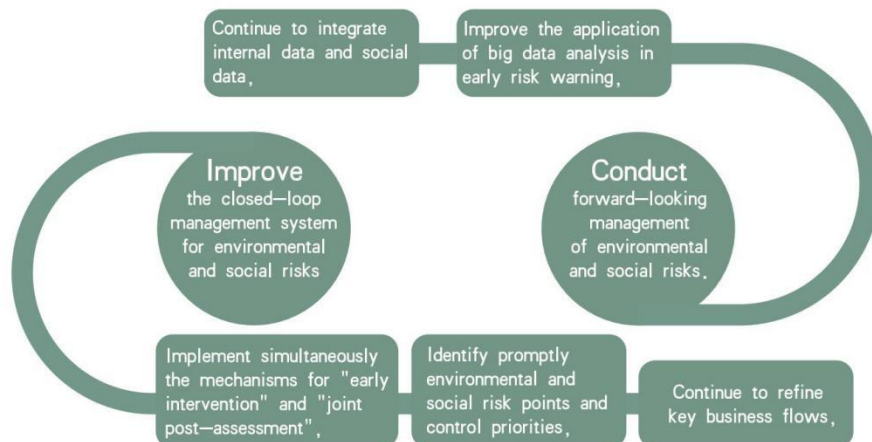 Continue to integrate
internal data and social
data,
Improve the application
of big data analysis in
early risk warning,
Conduct
forward-looking
management
of environmental
and social risks.
Continue to refine
key business flows,
Identify promptly
environmental and
social risk points and
control priorities,
Implement simultaneously
the mechanisms for "early
intervention" and "joint
post-assessment",
Improve
the closed-loop
management system
for environmental
and social risks